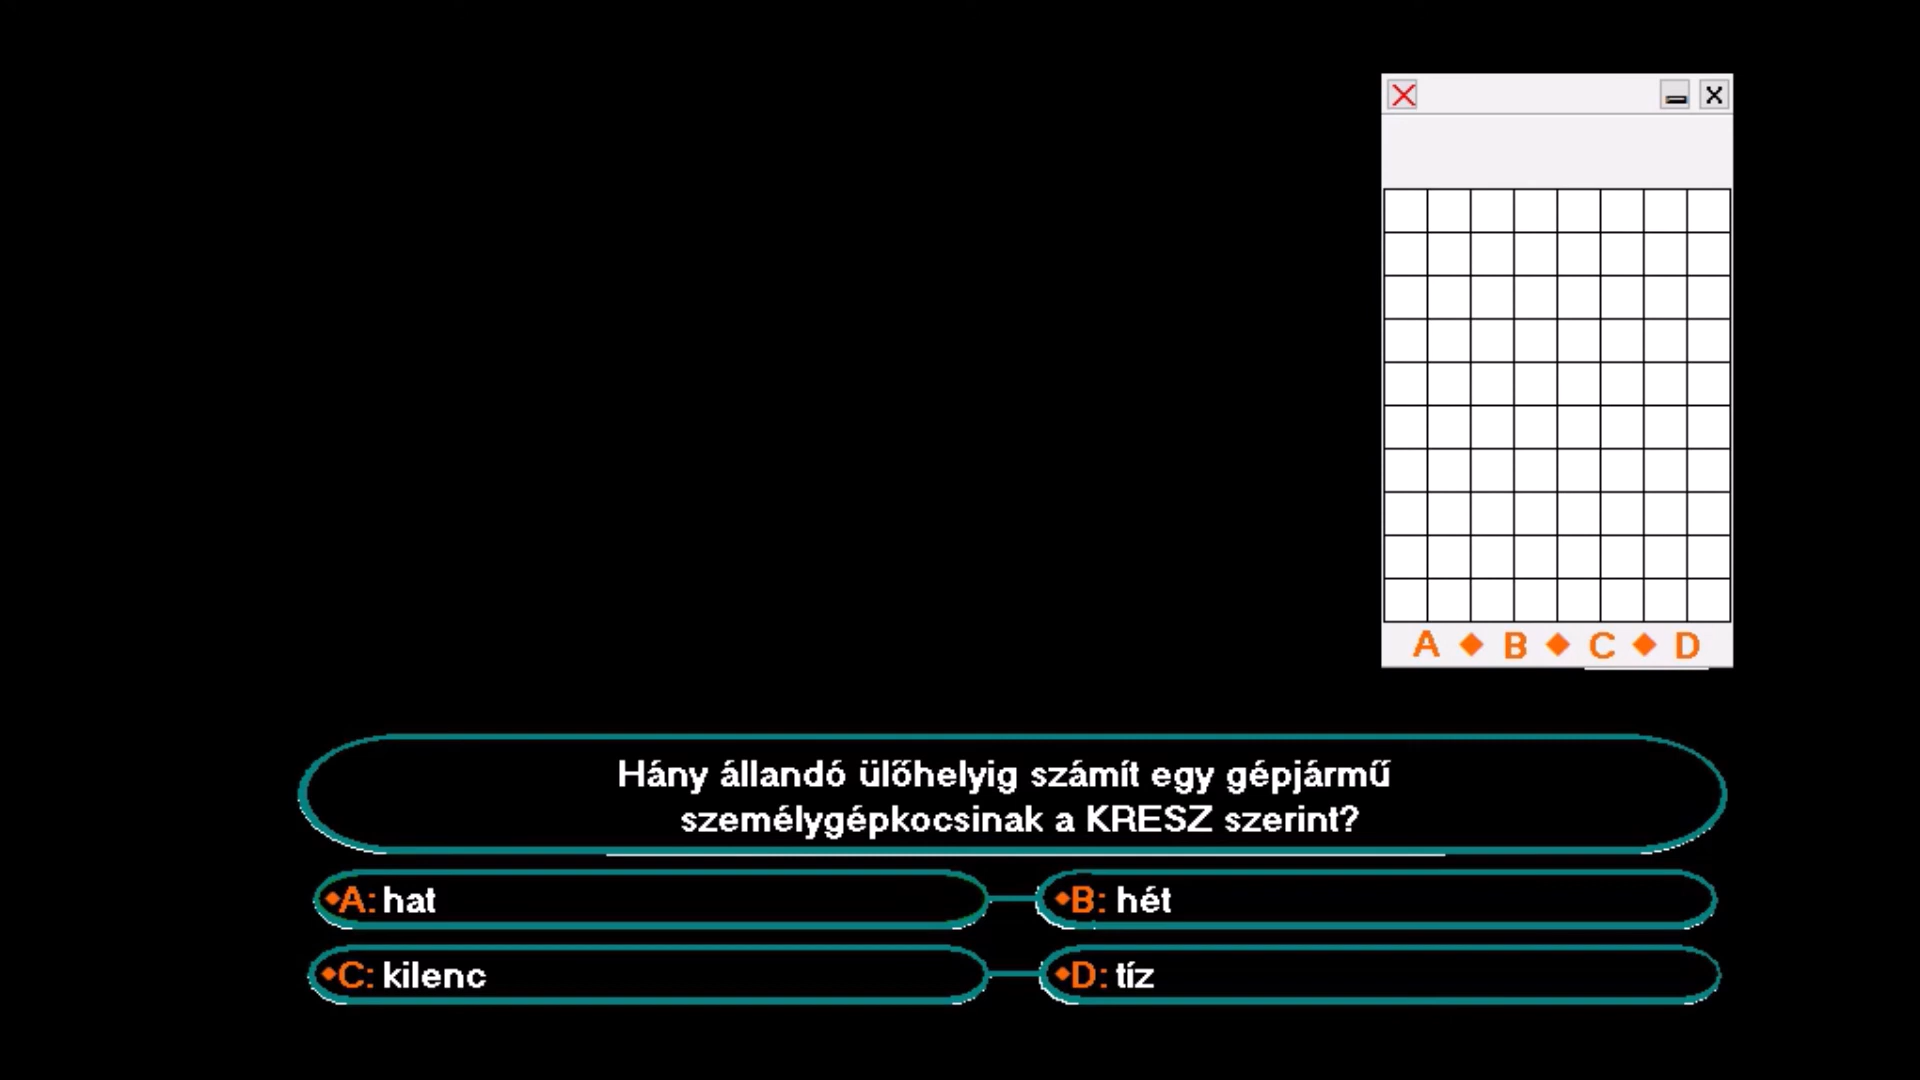 A ◆ B ◆ C ◆ D
Hány állandó ülőhelyig számít egy gépjármű
személygépkocsinak a KRESZ szerint?
◆A: hat
◆B: hét
◆C: kilenc
◆D: tíz